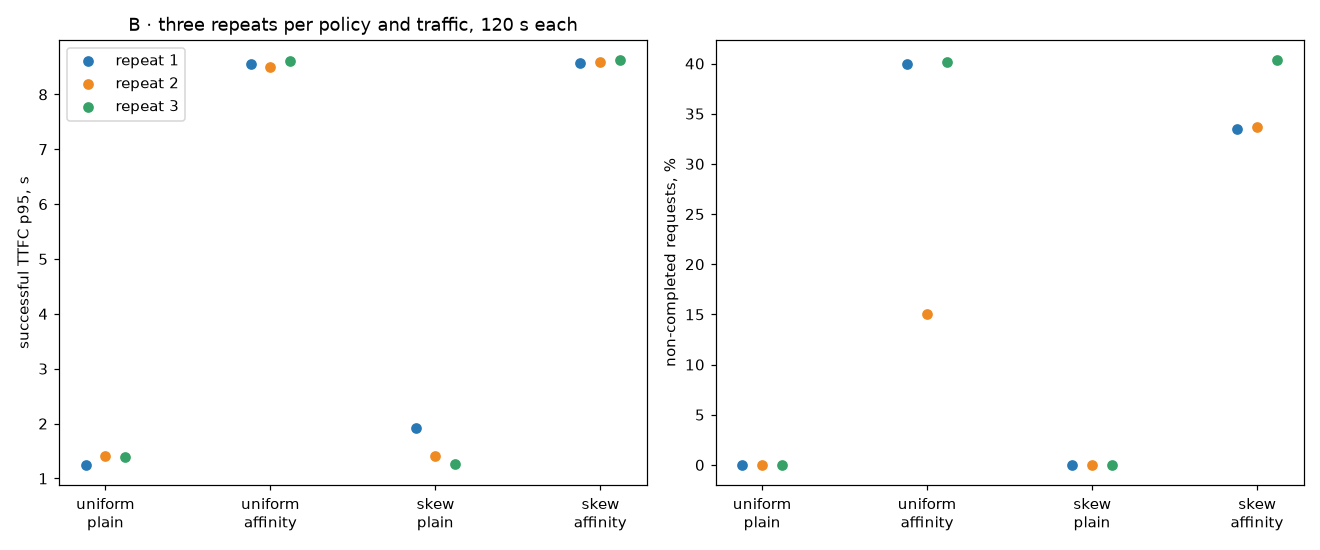 B · three repeats per policy and traffic, 120 s each
repeat 1
repeat 2
repeat 3
successful TTFC p95, s
8
7
6
5
4
3
2
1
uniform
plain
uniform
affinity
skew
plain
skew
affinity
non-completed requests, %
40
35
30
25
20
15
10
5
0
uniform
plain
uniform
affinity
skew
plain
skew
affinity